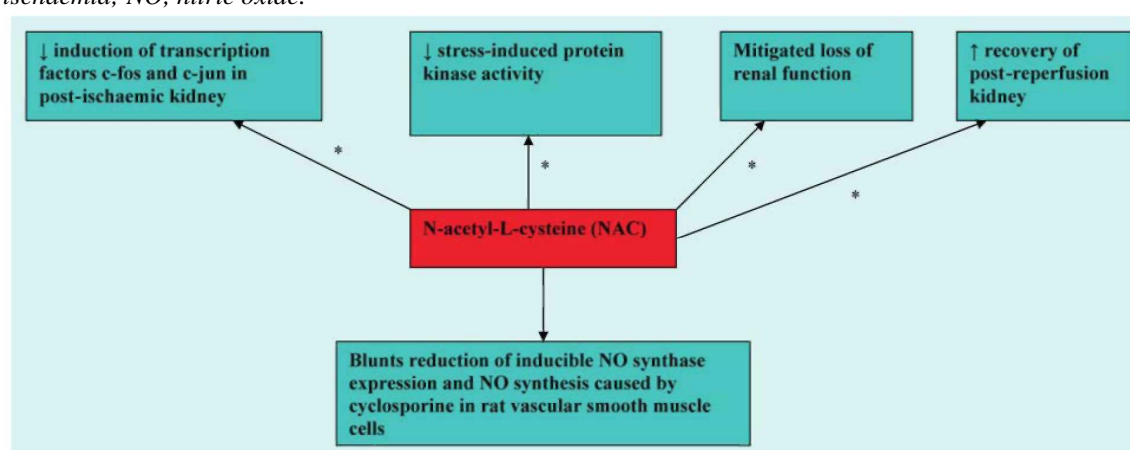 ischaemia; NO, nitric oxide.
↓ induction of transcription
factors c-fos and c-jun in
post-ischaemic kidney
↓ stress-induced protein
kinase activity
Mitigated loss of
renal function
↑ recovery of
post-reperfusion
kidney
*
*
*
*
N-acetyl-L-cysteine (NAC)
Blunts reduction of inducible NO synthase
expression and NO synthesis caused by
cyclosporine in rat vascular smooth muscle
cells